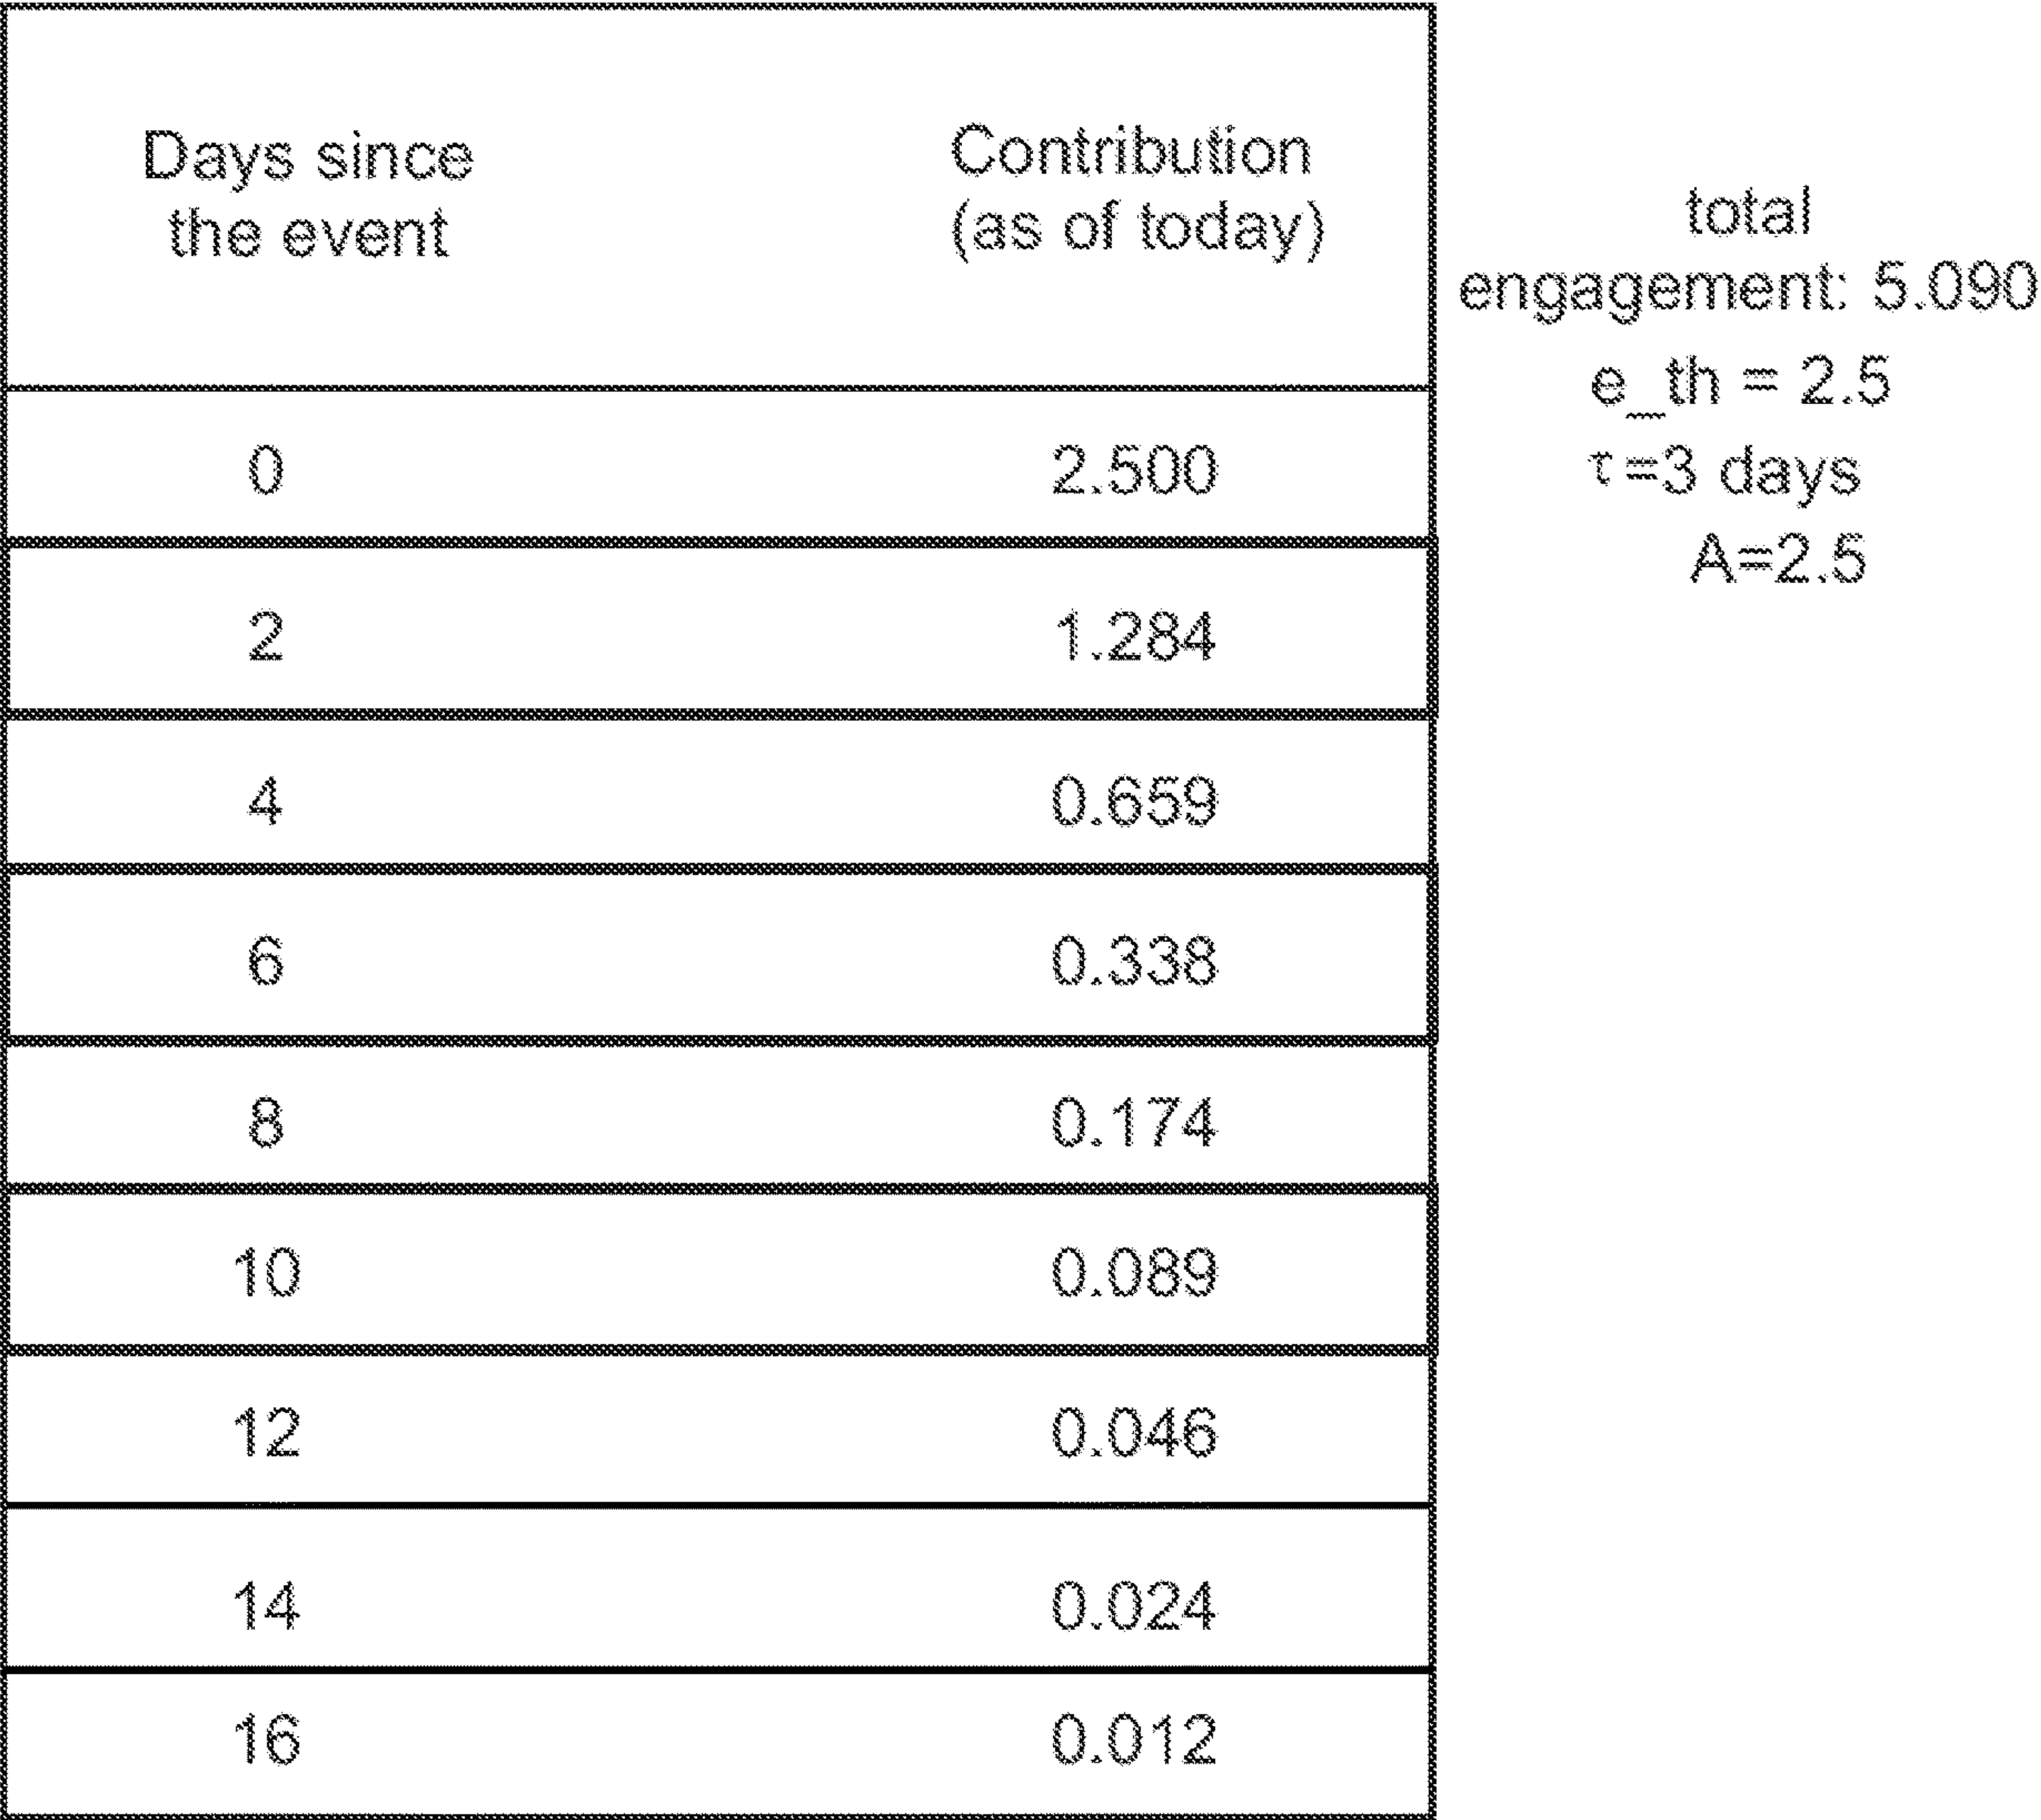 Days since
the event
Contribution
(as of today)
0 2.500
2 1.284
4 0.659
6 0.338
8 0.174
10 0.089
12 0.046
14 0.024
16 0.012
total
engagement: 5.090
e_th = 2.5
τ=3 days
A=2.5